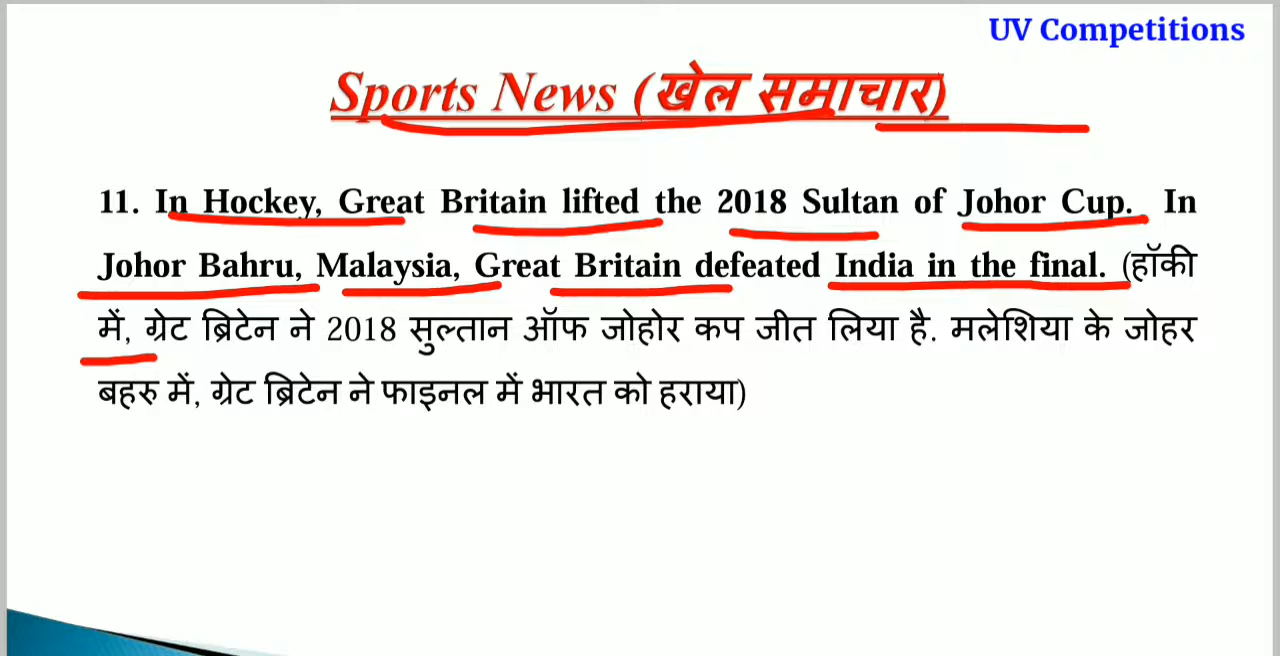 UV Competitions
Sports News (खेल समाचार)
11. In Hockey, Great Britain lifted the 2018 Sultan of Johor Cup. In
Johor Bahru, Malaysia, Great Britain defeated India in the final. (हॉकी
में, ग्रेट ब्रिटेन ने 2018 सुल्तान ऑफ जोहोर कप जीत लिया है. मलेशिया के जोहर
बहरु में, ग्रेट ब्रिटेन ने फाइनल में भारत को हराया)